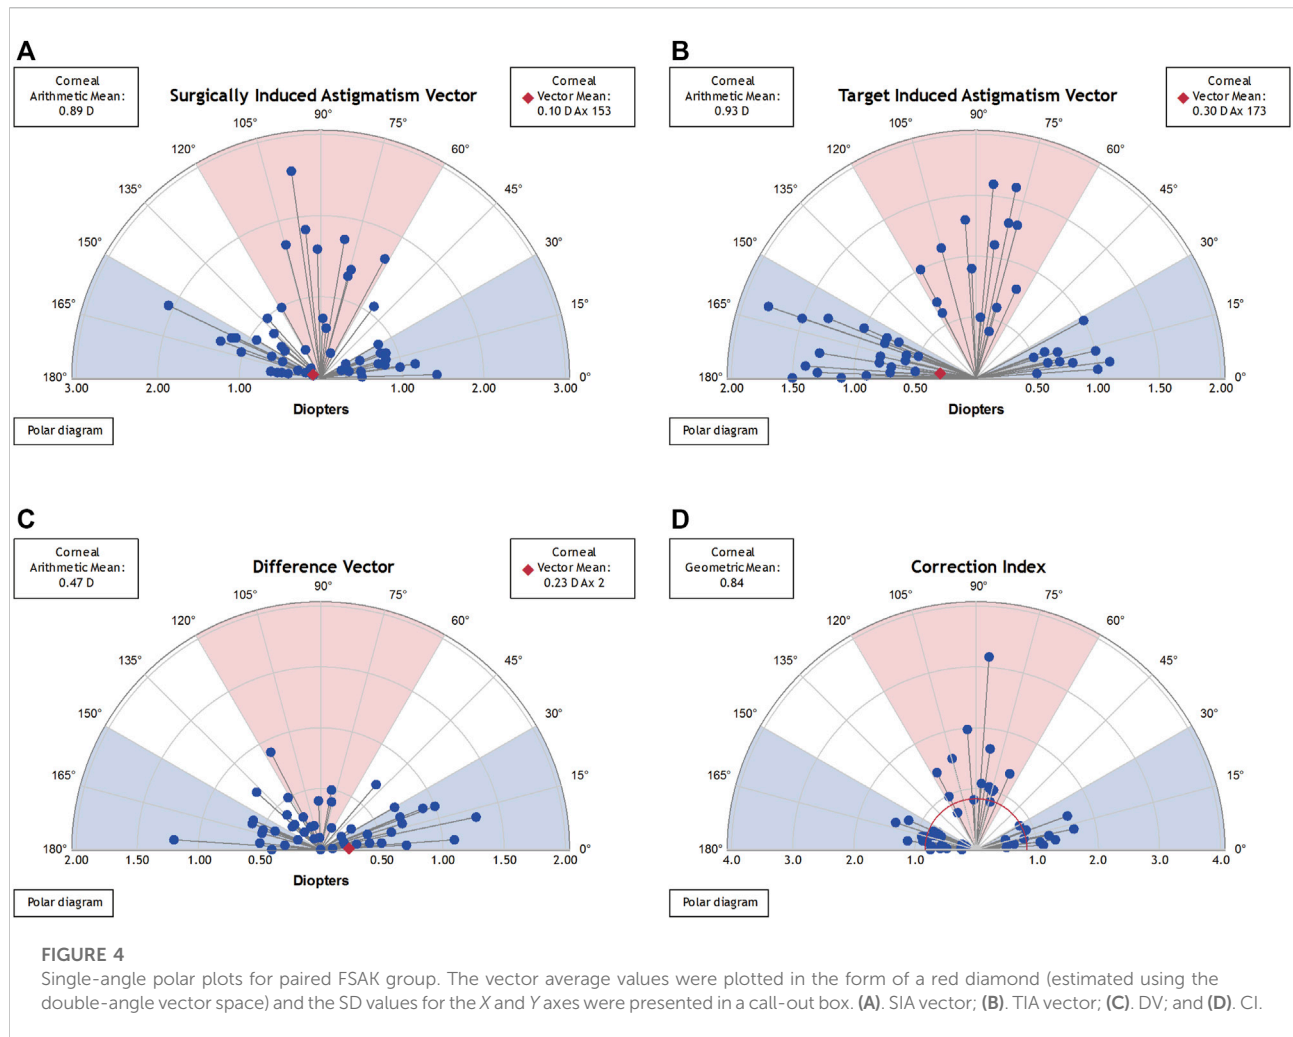 A
Corneal
Arithmetic Mean:
0.89 D
Surgically Induced Astigmatism Vector
Corneal
Vector Mean:
0.10 D Ax 153
90°
105°
75°
120°
60°
135°
45°
150°
30°
165°
15°
180°
0°
3.00
2.00
1.00
1.00
2.00
3.00
Diopters
Polar diagram
B
Corneal
Arithmetic Mean:
0.93 D
Target Induced Astigmatism Vector
Corneal
Vector Mean:
0.30 D Ax 173
90°
105°
75°
120°
60°
135°
45°
150°
30°
165°
15°
180°
0°
2.00
1.50
1.00
0.50
0.50
1.00
1.50
2.00
Diopters
Polar diagram
C
Corneal
Arithmetic Mean:
0.47 D
Difference Vector
Corneal
Vector Mean:
0.23 D Ax 2
90°
105°
75°
120°
60°
135°
45°
150°
30°
165°
15°
180°
0°
2.00
1.50
1.00
0.50
0.50
1.00
1.50
2.00
Diopters
Polar diagram
D
Corneal
Geometric Mean:
0.84
Correction Index
90°
105°
75°
120°
60°
135°
45°
150°
30°
165°
15°
180°
0°
4.0
3.0
2.0
1.0
1.0
2.0
3.0
4.0
Polar diagram
FIGURE 4
Single-angle polar plots for paired FSAK group. The vector average values were plotted in the form of a red diamond (estimated using the
double-angle vector space) and the SD values for the X and Y axes were presented in a call-out box. (A). SIA vector; (B). TIA vector; (C). DV; and (D). CI.